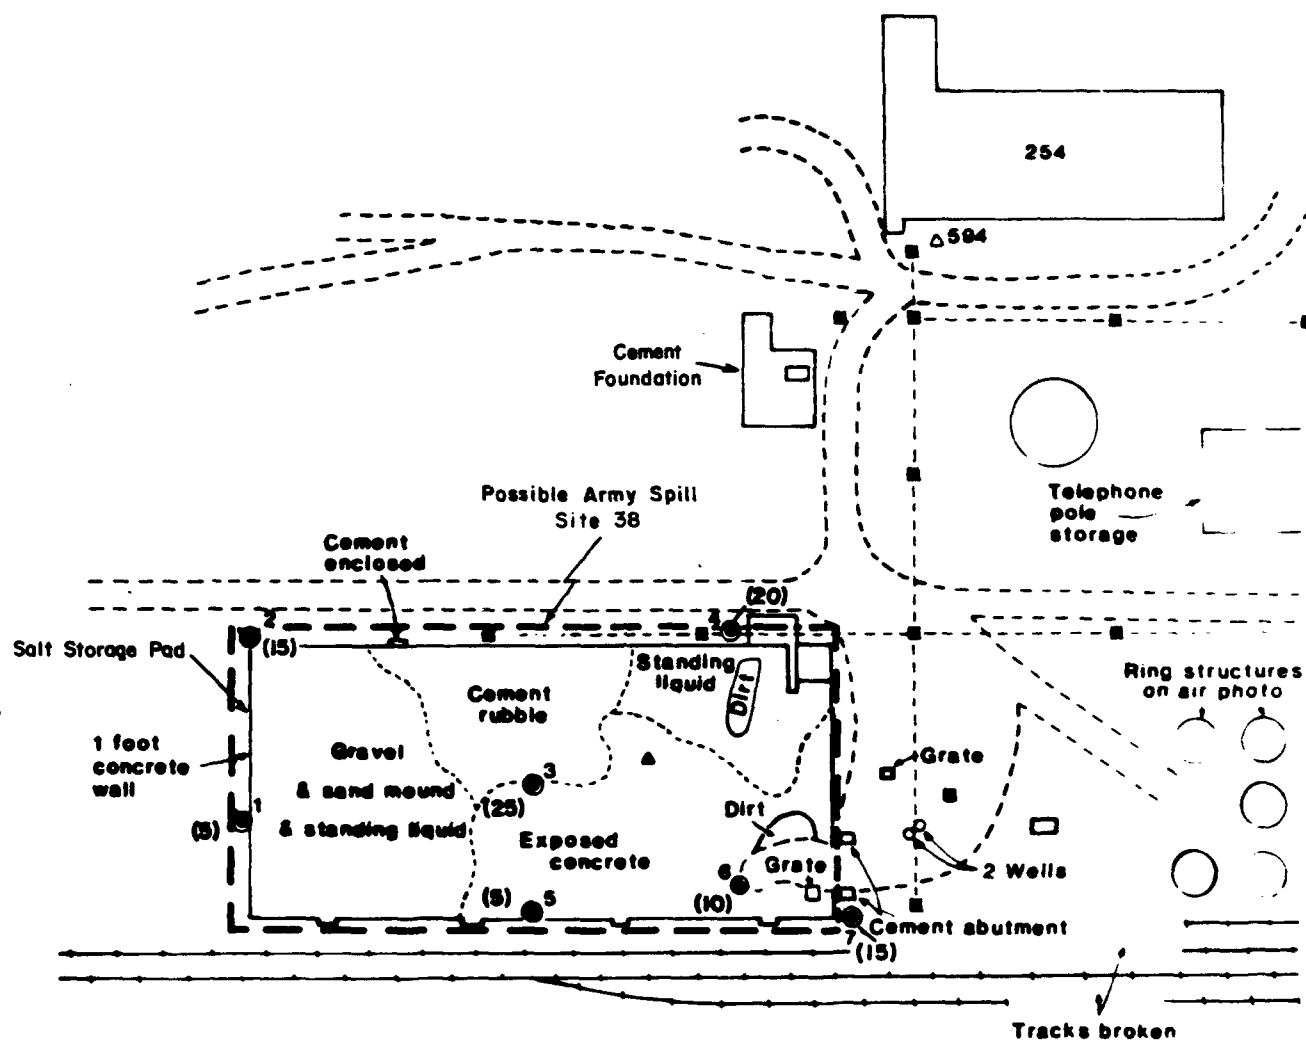 254
594
Cement
Foundation
Possible Army Spill
Site 38
Telephone
pole
storage
Cement
enclosed
(20)
4
2
(15)
Salt Storage Pad
Standing
liquid
Dirt
Cement
rubble
Ring structures
on air photo
1 foot
concrete
wall
Gravel
& sand mound
& standing liquid
3
(25)
Grate
1
(5)
Dirt
Exposed
concrete
Grate
2 Wells
6
(10)
(5)
5
Cement abutment
7
(15)
Tracks broken